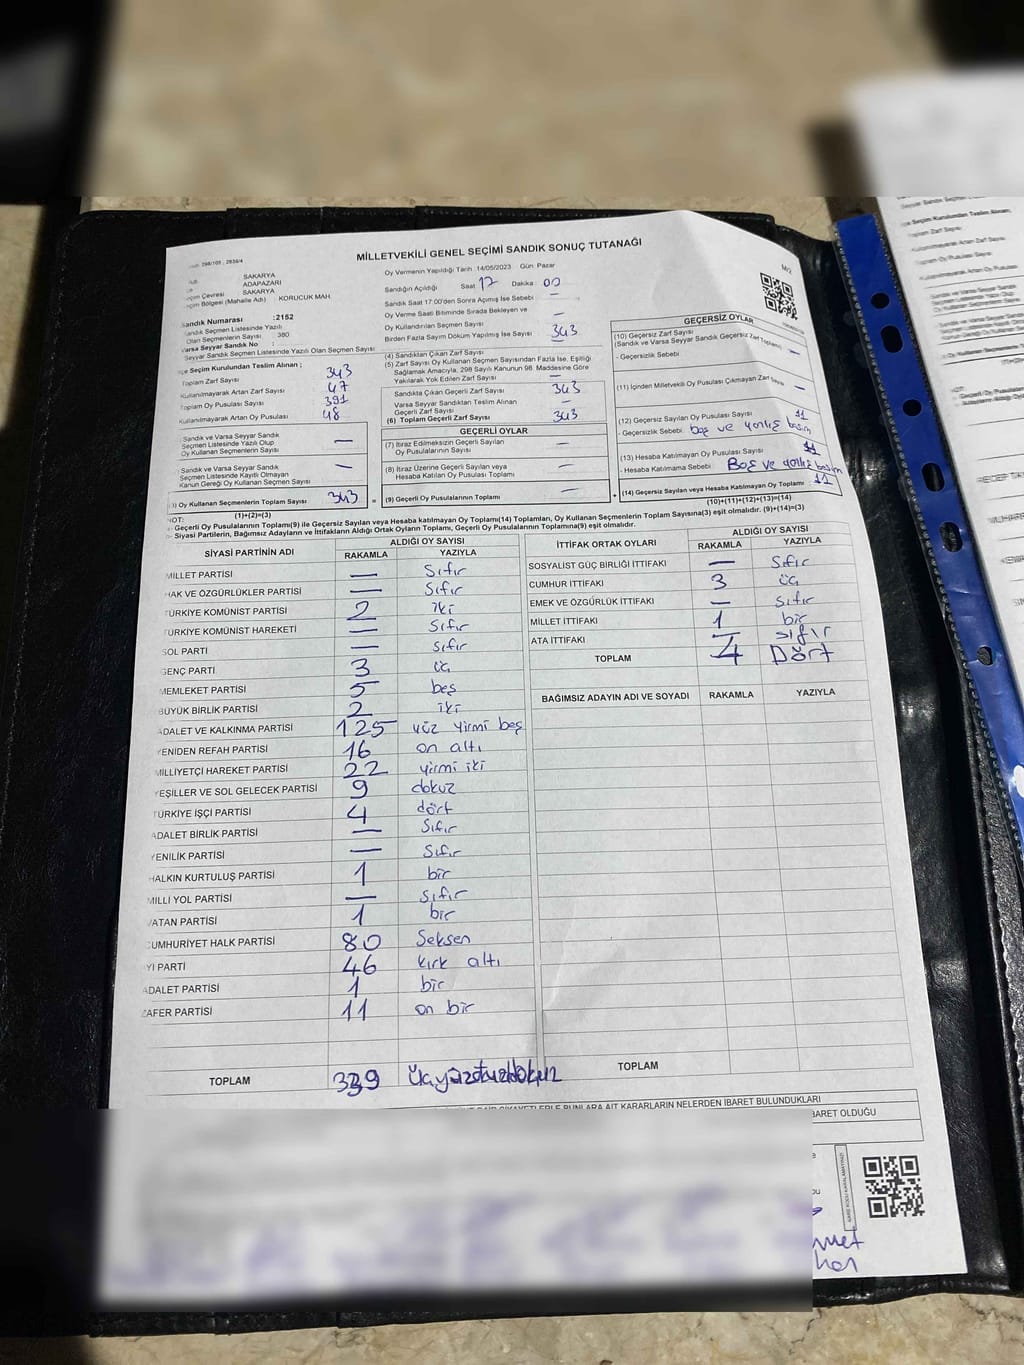 MİLLETVEKİLİ GENEL SEÇİMİ SANDIK SONUÇ TUTANAĞI
M/2
SAKARYA
ADAPAZARI
SAKARYA
(Mahalle Adı) : KORUCUK MAH.
Sandık Numarası : 2152
Sandık Seçmen Listesinde Yazılı
Olan Seçmenlerin Sayısı : 380
Varsa Seyyar Sandık No :
Seyyar Sandık Seçmen Listesinde Yazılı Olan Seçmen Sayısı
Seçim Kurulundan Teslim Alınan ;
Toplam Zarf Sayısı 343
Kullanılmayarak Artan Zarf Sayısı 47
Toplam Oy Pusulası Sayısı 391
Kullanılmayarak Artan Oy Pusulası 48
Sandık ve Varsa Seyyar Sandık
Seçmen Listesinde Yazılı Olup
Oy Kullanan Seçmenlerin Sayısı —
Sandık ve Varsa Seyyar Sandık
Seçmen Listesinde Kayıtlı Olmayan
Kanun Gereği Oy Kullanan Seçmen Sayısı —
Oy Kullanan Seçmenlerin Toplam Sayısı 343
(1)+(2)=(3)
Oy Vermenin Yapıldığı Tarih :14/05/2023 Gün: Pazar
Sandığın Açıldığı Saat 17 Dakika : 00
Sandık Saat 17:00'den Sonra Açılmış İse Sebebi —
Oy Verme Saati Bitiminde Sırada Bekleyen ve
Oy Kullandırılan Seçmen Sayısı —
Birden Fazla Sayım Döküm Yapılmış İse Sayısı 343
(4) Sandıktan Çıkan Zarf Sayısı
(5) Zarf Sayısı Oy Kullanan Seçmen Sayısından Fazla İse, Eşitliği
Sağlamak Amacıyla, 298 Sayılı Kanunun 98. Maddesine Göre
Yakılarak Yok Edilen Zarf Sayısı —
Sandıkta Çıkan Geçerli Zarf Sayısı 343
Varsa Seyyar Sandıktan Teslim Alınan
Geçerli Zarf Sayısı —
(6) Toplam Geçerli Zarf Sayısı 343
GEÇERLİ OYLAR
(7) İtiraz Edilmeksizin Geçerli Sayılan
Oy Pusulalarının Sayısı —
(8) İtiraz Üzerine Geçerli Sayılan veya
Hesaba Katılan Oy Pusulası Toplamı —
= (9) Geçerli Oy Pusulalarının Toplamı —
GEÇERSİZ OYLAR
(10) Geçersiz Zarf Sayısı
(Sandık ve Varsa Seyyar Sandık Geçersiz Zarf Toplamı) —
- Geçersizlik Sebebi
(11) İçinden Milletvekili Oy Pusulası Çıkmayan Zarf Sayısı —
(12) Geçersiz Sayılan Oy Pusulası Sayısı 11
- Geçersizlik Sebebi boş ve yanlış basım
(13) Hesaba Katılmayan Oy Pusulası Sayısı
- Hesaba Katılmama Sebebi Boş ve yanlış basım
+ (14) Geçersiz Sayılan veya Hesaba Katılmayan Oy Toplamı 11
(10)+(11)+(12)+(13)=(14)
NOT:
Geçerli Oy Pusulalarının Toplamı(9) ile Geçersiz Sayılan veya Hesaba katılmayan Oy Toplamı(14) Toplamları, Oy Kullanan Seçmenlerin Toplam Sayısına(3) eşit olmalıdır. (9)+(14)=(3)
Siyasi Partilerin, Bağımsız Adayların ve İttifakların Aldığı Ortak Oyların Toplamı, Geçerli Oy Pusulalarının Toplamına(9) eşit olmalıdır.
SİYASİ PARTİNİN ADI ALDIĞI OY SAYISI
RAKAMLA YAZIYLA
MİLLET PARTİSİ — Sıfır
HAK VE ÖZGÜRLÜKLER PARTİSİ — Sıfır
TÜRKİYE KOMÜNİST PARTİSİ 2 iki
TÜRKİYE KOMÜNİST HAREKETİ — Sıfır
SOL PARTİ — Sıfır
GENÇ PARTİ 3 üç
MEMLEKET PARTİSİ 5 beş
BÜYÜK BİRLİK PARTİSİ 2 iki
ADALET VE KALKINMA PARTİSİ 125 yüz yirmi beş
YENİDEN REFAH PARTİSİ 16 on altı
MİLLİYETÇİ HAREKET PARTİSİ 22 yirmi iki
YEŞİLLER VE SOL GELECEK PARTİSİ 9 dokuz
TÜRKİYE İŞÇİ PARTİSİ 4 dört
ADALET BİRLİK PARTİSİ — Sıfır
YENİLİK PARTİSİ — Sıfır
HALKIN KURTULUŞ PARTİSİ 1 bir
MİLLİ YOL PARTİSİ — Sıfır
VATAN PARTİSİ 1 bir
CUMHURİYET HALK PARTİSİ 80 Seksen
İYİ PARTİ 46 kırk altı
ADALET PARTİSİ 1 bir
ZAFER PARTİSİ 11 on bir
TOPLAM 339 üçyüzotuzdokuz
İTTİFAK ORTAK OYLARI ALDIĞI OY SAYISI
RAKAMLA YAZIYLA
SOSYALİST GÜÇ BİRLİĞİ İTTİFAKI — Sıfır
CUMHUR İTTİFAKI 3 üç
EMEK VE ÖZGÜRLÜK İTTİFAKI — Sıfır
MİLLET İTTİFAKI 1 bir
ATA İTTİFAKI — sıfır
TOPLAM 4 Dört
BAĞIMSIZ ADAYIN ADI VE SOYADI RAKAMLA YAZIYLA
TOPLAM
KARARLARIN NELERDEN İBARET BULUNDUKLARI
İBARET OLDUĞU